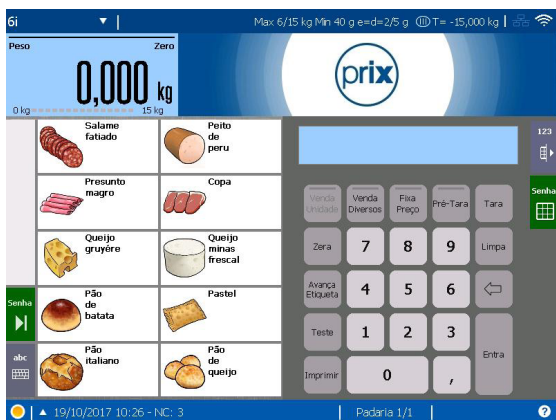 6i
Max 6/15 kg Min 40 g e=d=2/5 g III T= -15,000 kg
Peso
Zero
0,000 kg
0 kg
15 kg
prix
Salame
fatiado
Peito
de
peru
Presunto
magro
Copa
Queijo
gruyére
Queijo
minas
frescal
Pão
de
batata
Pastel
Pão
italiano
Pão
de
queijo
Senha
abc
123
Senha
Venda
Unidade
Venda
Diversos
Fixa
Preço
Pré-Tara
Tara
Zera
7
8
9
Limpa
Avança
Etiqueta
4
5
6
Teste
1
2
3
Entra
Imprimir
0
,
19/10/2017 10:26 - NC: 3
Padaria 1/1
?